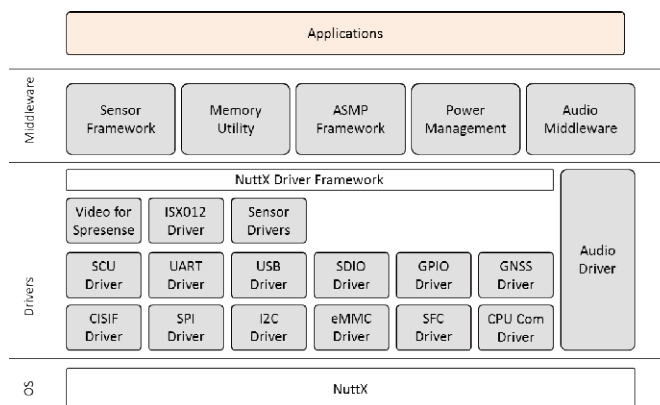 Applications
Middleware
Sensor
Framework
Memory
Utility
ASMP
Framework
Power
Management
Audio
Middleware
Drivers
NuttX Driver Framework
Video for
Spresense
ISX012
Driver
Sensor
Drivers
Audio
Driver
SCU
Driver
UART
Driver
USB
Driver
SDIO
Driver
GPIO
Driver
GNSS
Driver
CISIF
Driver
SPI
Driver
I2C
Driver
eMMC
Driver
SFC
Driver
CPU Com
Driver
OS
NuttX